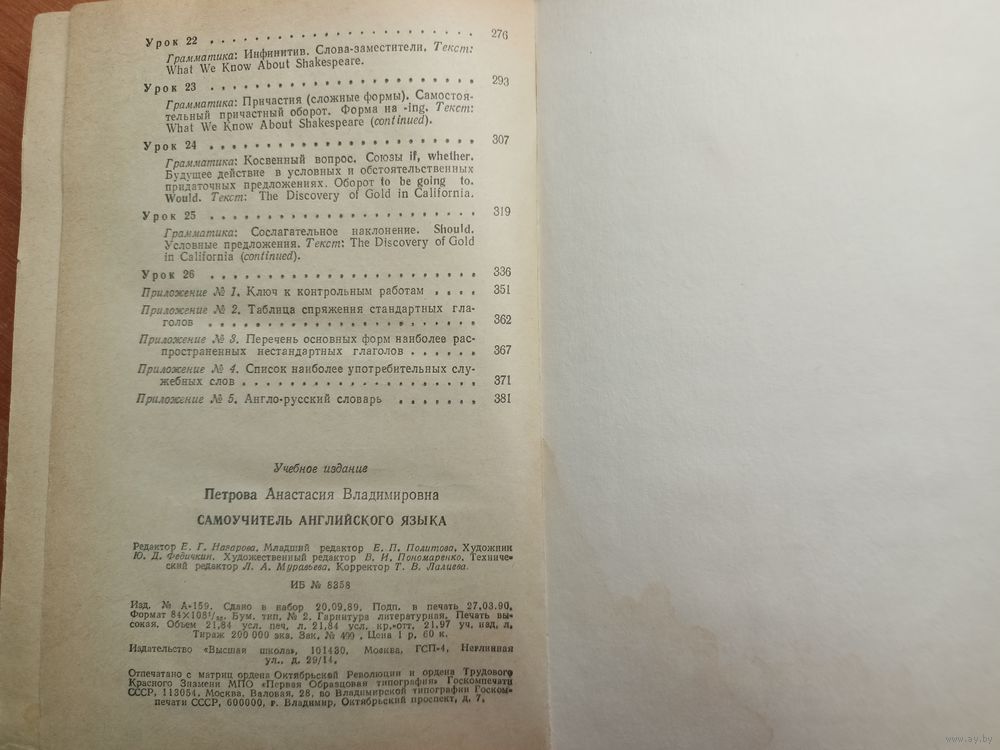 Урок 22 . . . . . . . . . . . . . . . . . . . 276
Грамматика: Инфинитив. Слова-заместители. Текст:
What We Know About Shakespeare.
Урок 23 . . . . . . . . . . . . . . . . . . . 293
Грамматика: Причастия (сложные формы). Самостоя-
тельный причастный оборот. Форма на -ing. Текст:
What We Know About Shakespeare (continued).
Урок 24 . . . . . . . . . . . . . . . . . . . 307
Грамматика: Косвенный вопрос. Союзы if, whether.
Будущее действие в условных и обстоятельственных
придаточных предложениях. Оборот to be going to.
Would. Текст: The Discovery of Gold in California.
Урок 25 . . . . . . . . . . . . . . . . . . . 319
Грамматика: Сослагательное наклонение. Should.
Условные предложения. Текст: The Discovery of Gold
in California (continued).
Урок 26 . . . . . . . . . . . . . . . . . . . 336
Приложение № 1. Ключ к контрольным работам . . . . 351
Приложение № 2. Таблица спряжения стандартных гла-
голов . . . . . . . . . . . . . . . . . . . 362
Приложение № 3. Перечень основных форм наиболее рас-
пространенных нестандартных глаголов . . . . . . 367
Приложение № 4. Список наиболее употребительных слу-
жебных слов . . . . . . . . . . . . . . . . . 371
Приложение № 5. Англо-русский словарь . . . . . . . 381
Учебное издание
Петрова Анастасия Владимировна
САМОУЧИТЕЛЬ АНГЛИЙСКОГО ЯЗЫКА
Редактор Е. Г. Назарова. Младший редактор Е. П. Политова. Художник
Ю. Д. Федичкин. Художественный редактор В. И. Пономаренко. Техниче-
ский редактор Л. А. Муравьева. Корректор Т. В. Лалиева.
ИБ № 8358
Изд. № А-159. Сдано в набор 20.09.89. Подп. в печать 27.03.90.
Формат 84×108¹/₃₂. Бум. тип. № 2. Гарнитура литературная. Печать вы-
сокая. Объем 21,84 усл. печ. л. 21,84 усл. кр.-отт. 21,97 уч. изд. л.
Тираж 200 000 экз. Зак. № 499. Цена 1 р. 60 к.
Издательство «Высшая школа», 101430, Москва, ГСП-4, Неглинная
ул., д. 29/14.
Отпечатано с матриц ордена Октябрьской Революции и ордена Трудового
Красного Знамени МПО «Первая Образцовая типография» Госкомпечати
СССР, 113054, Москва, Валовая, 28, во Владимирской типографии Госком-
печати СССР, 600000, г. Владимир, Октябрьский проспект, д. 7.
www.ay.by